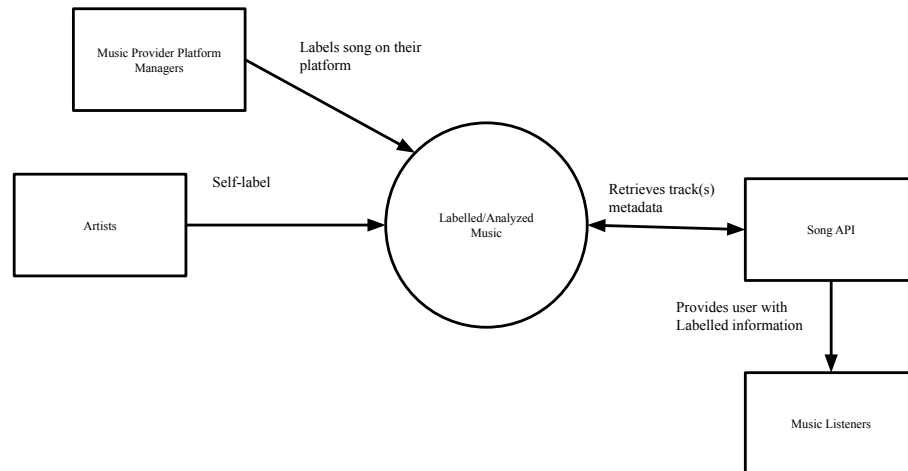 Music Provider Platform
Managers
Labels song on their
platform
Self-label
Artists
Labelled/Analyzed
Music
Retrieves track(s)
metadata
Song API
Provides user with
Labelled information
Music Listeners